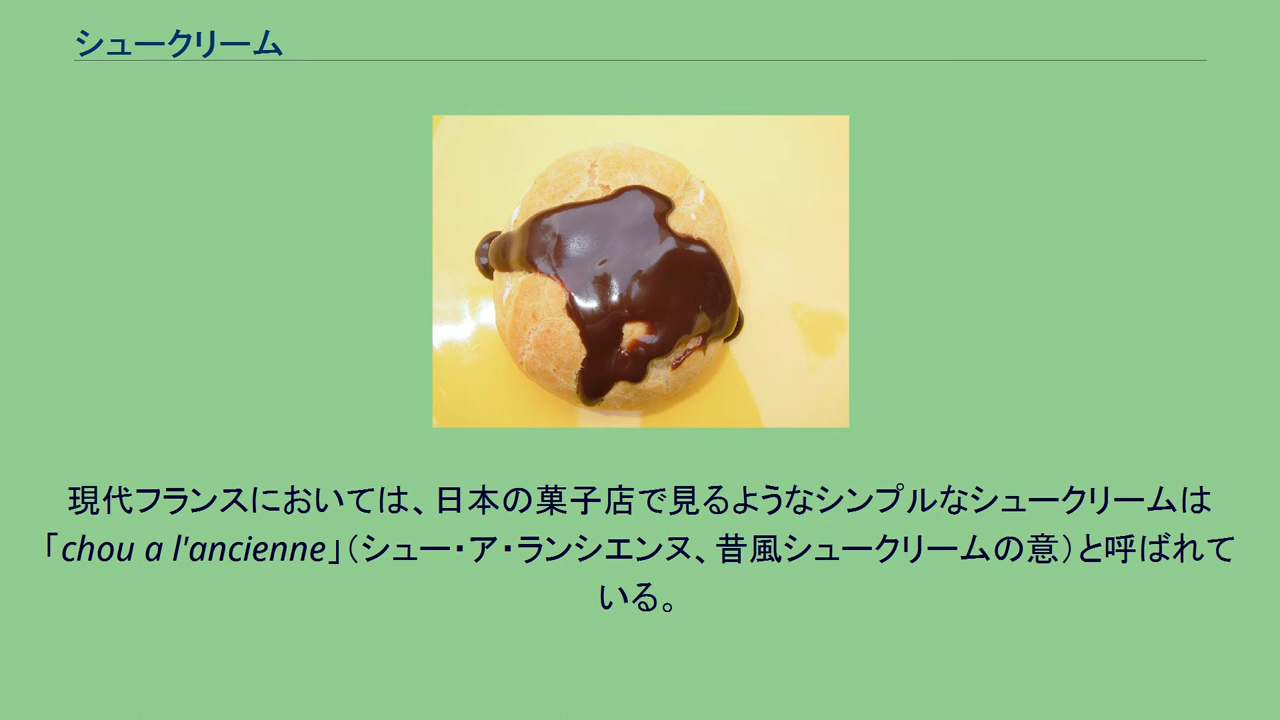 シュークリーム
現代フランスにおいては、日本の菓子店で見るようなシンプルなシュークリームは
「chou a l'ancienne」（シュー・ア・ランシエンヌ、昔風シュークリームの意）と呼ばれて
いる。